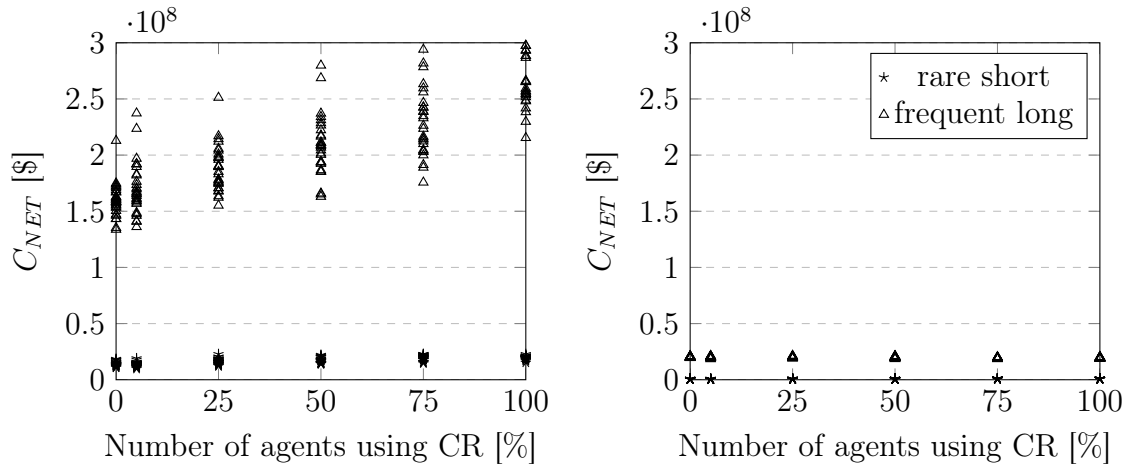 ·10^8
3
2.5
2
1.5
1
0.5
0
0 25 50 75 100
C_NET [$]
Number of agents using CR [%]
·10^8
3
2.5
2
1.5
1
0.5
0
0 25 50 75 100
C_NET [$]
Number of agents using CR [%]
rare short
frequent long